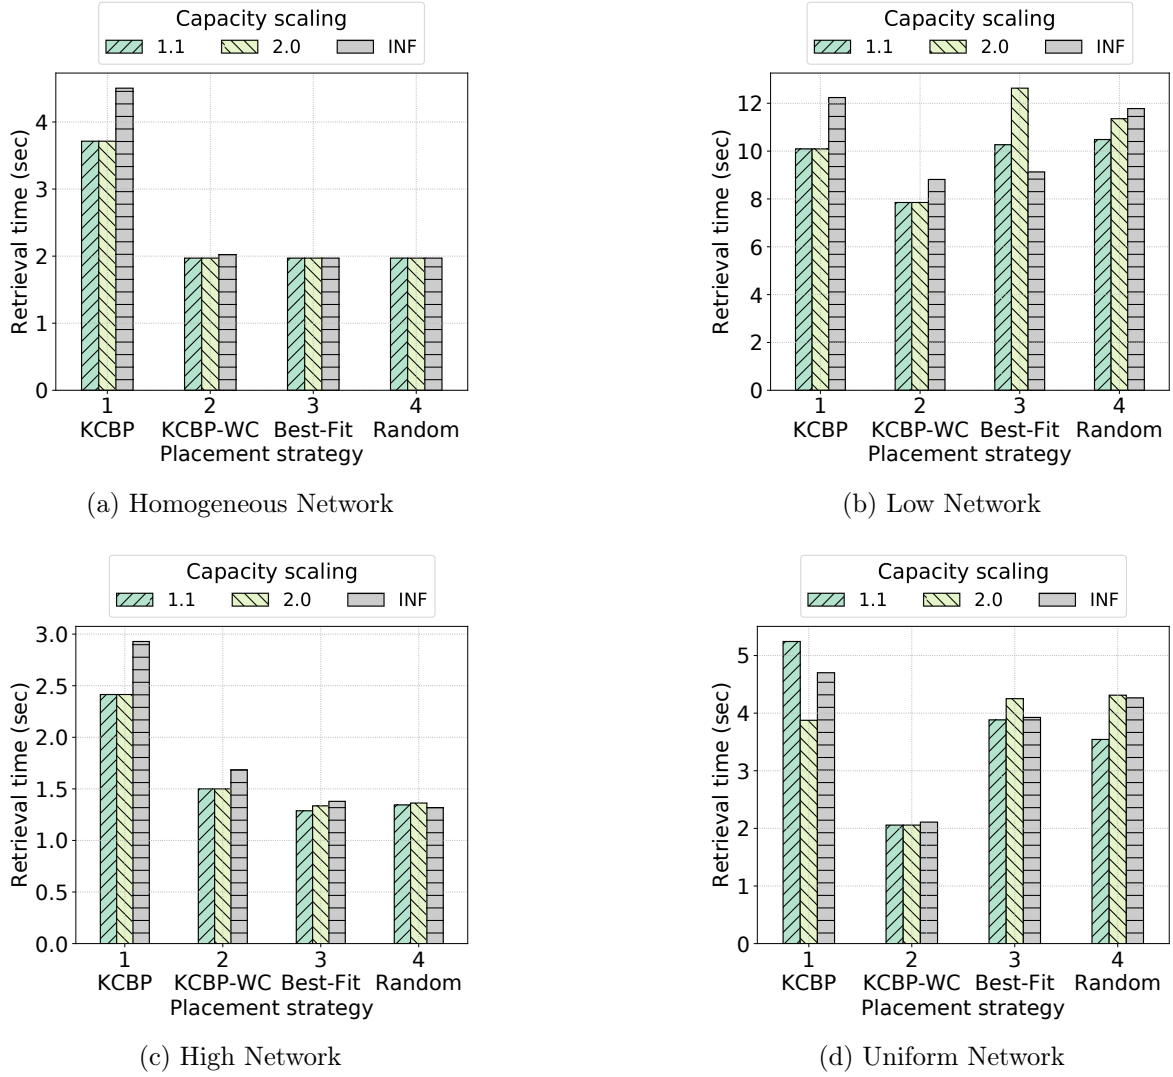 Capacity scaling
1.1 2.0 INF
Retrieval time (sec)
4
3
2
1
0
1 2 3 4
KCBP KCBP-WC Best-Fit Random
Placement strategy
(a) Homogeneous Network
Capacity scaling
1.1 2.0 INF
Retrieval time (sec)
12
10
8
6
4
2
0
1 2 3 4
KCBP KCBP-WC Best-Fit Random
Placement strategy
(b) Low Network
Capacity scaling
1.1 2.0 INF
Retrieval time (sec)
3.0
2.5
2.0
1.5
1.0
0.5
0.0
1 2 3 4
KCBP KCBP-WC Best-Fit Random
Placement strategy
(c) High Network
Capacity scaling
1.1 2.0 INF
Retrieval time (sec)
5
4
3
2
1
0
1 2 3 4
KCBP KCBP-WC Best-Fit Random
Placement strategy
(d) Uniform Network